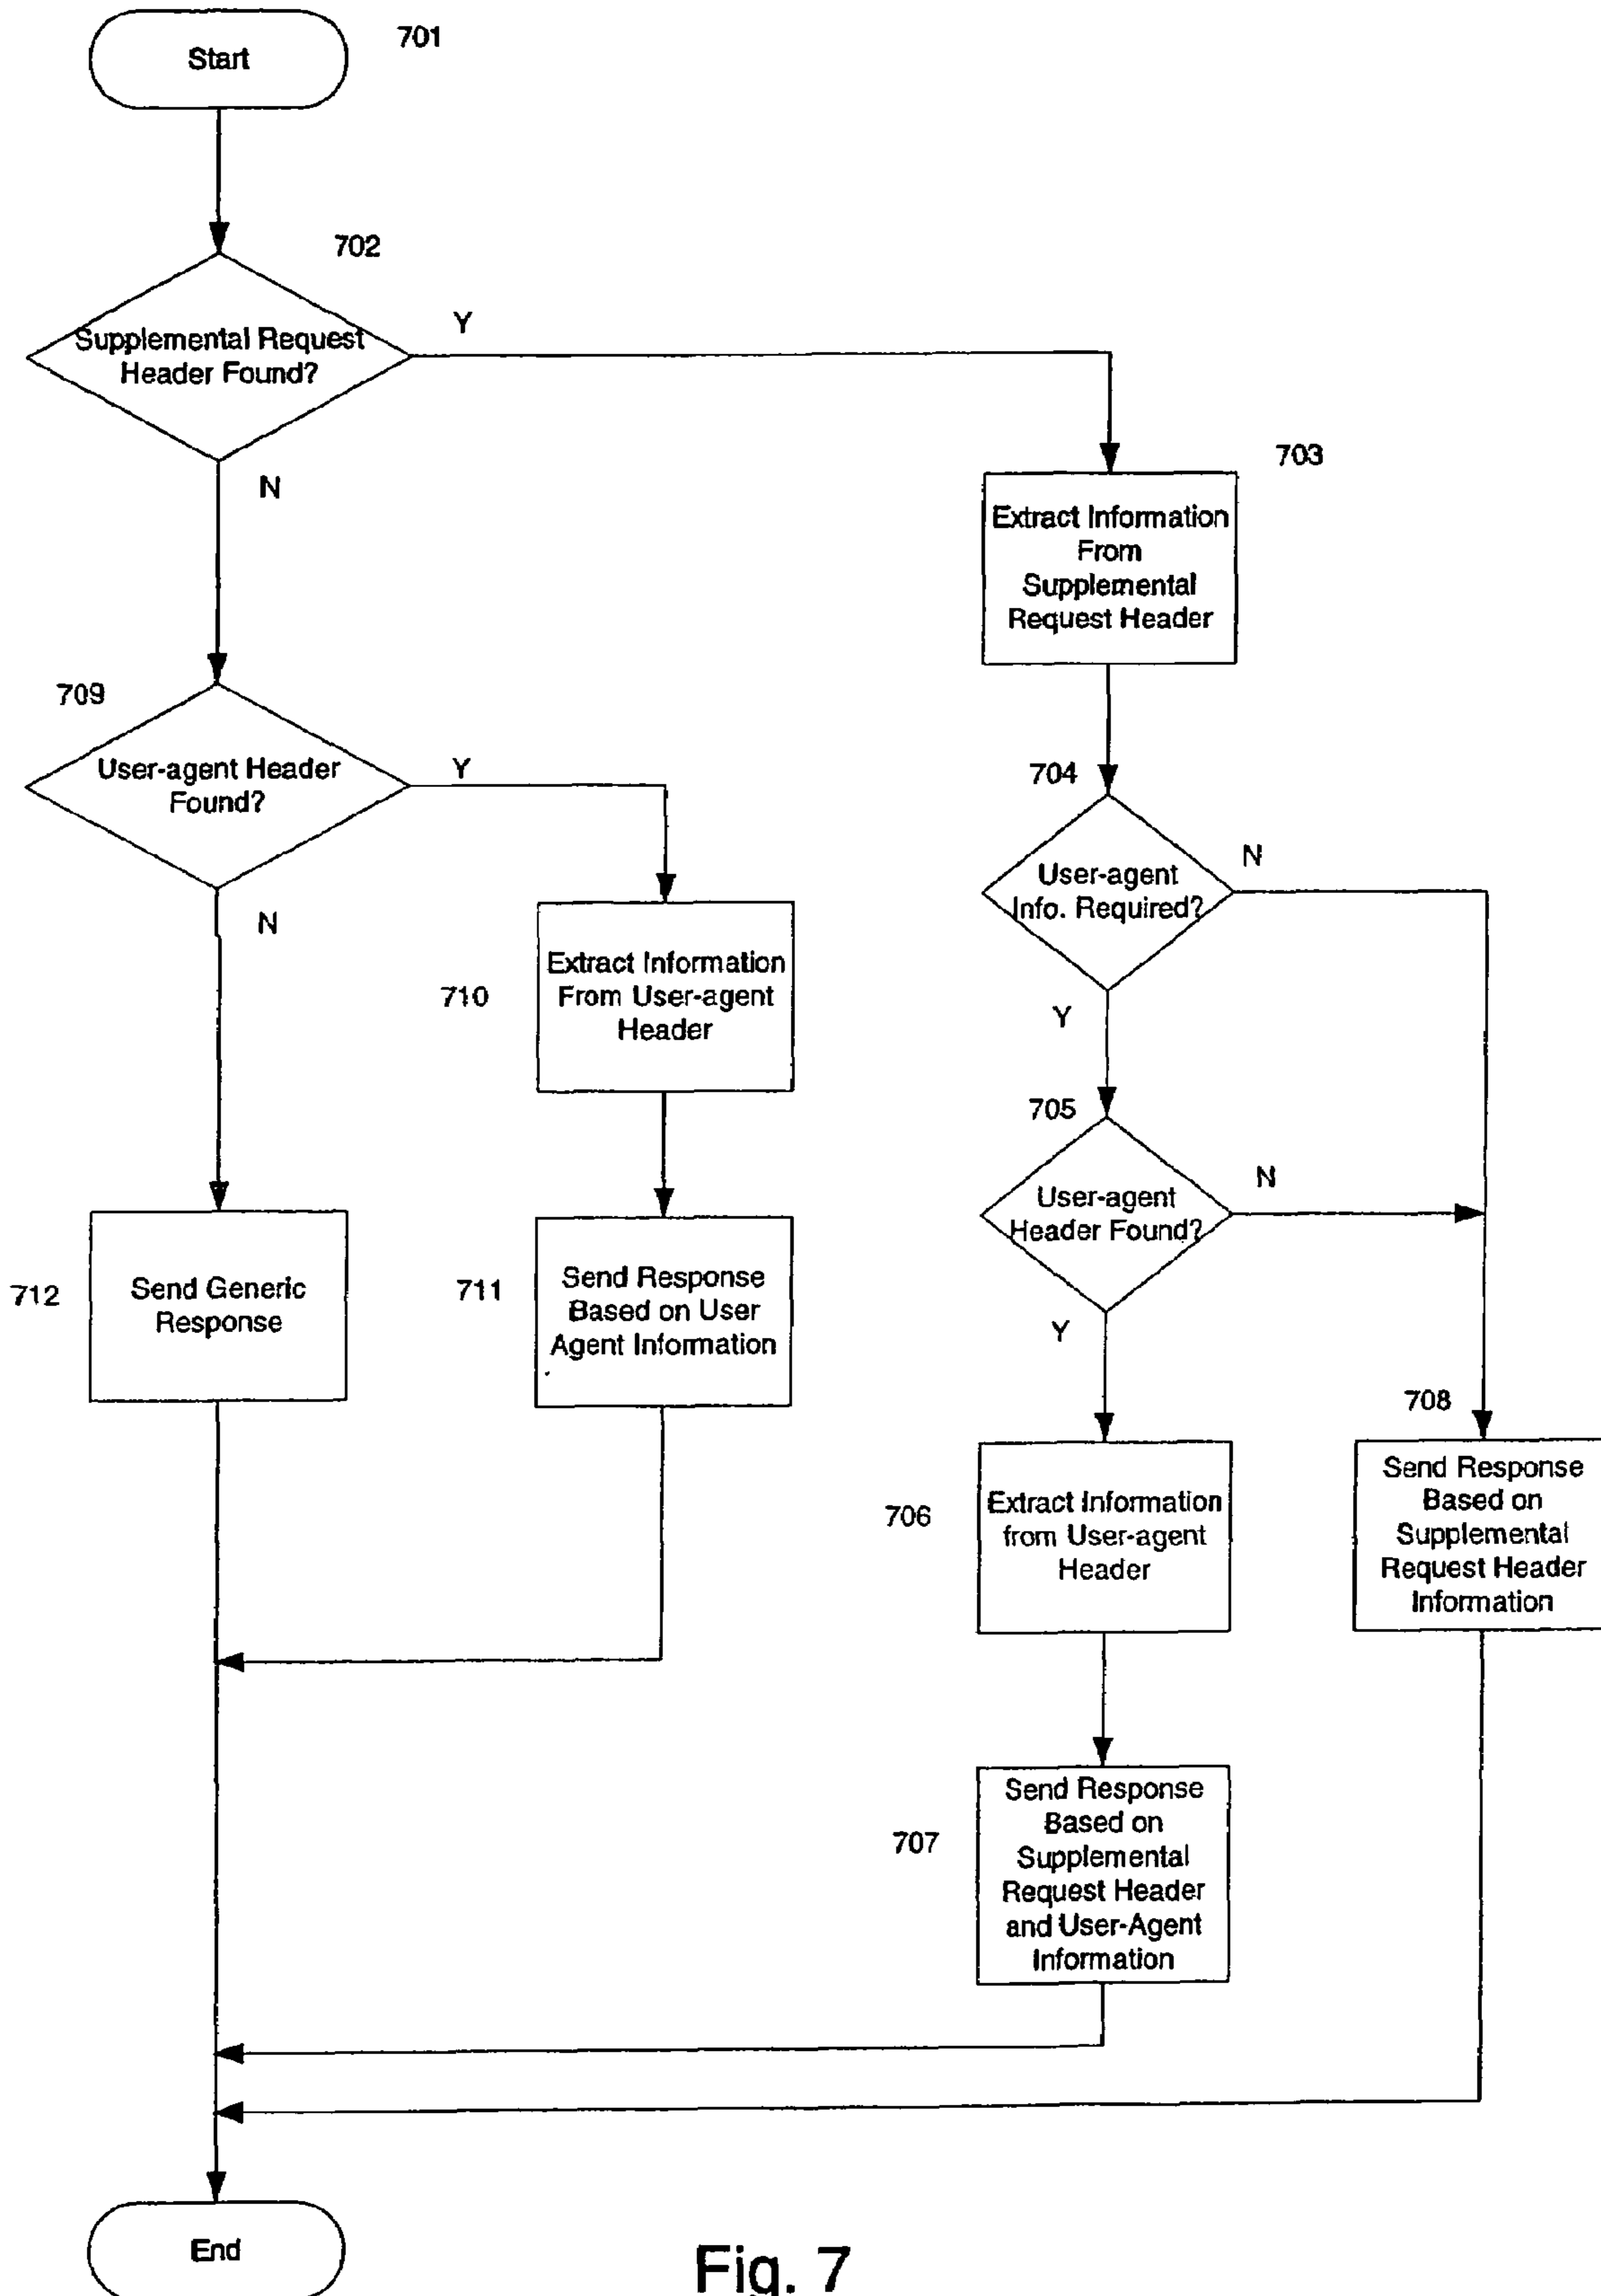 Start
701
702
Supplemental Request
Header Found?
Y
N
703
Extract Information
From
Supplemental
Request Header
709
User-agent Header
Found?
Y
N
704
User-agent
Info. Required?
N
Y
710
Extract Information
From User-agent
Header
705
User-agent
Header Found?
N
Y
712
Send Generic
Response
711
Send Response
Based on User
Agent Information
708
Send Response
Based on
Supplemental
Request Header
Information
706
Extract Information
from User-agent
Header
707
Send Response
Based on
Supplemental
Request Header
and User-Agent
Information
End
Fig. 7